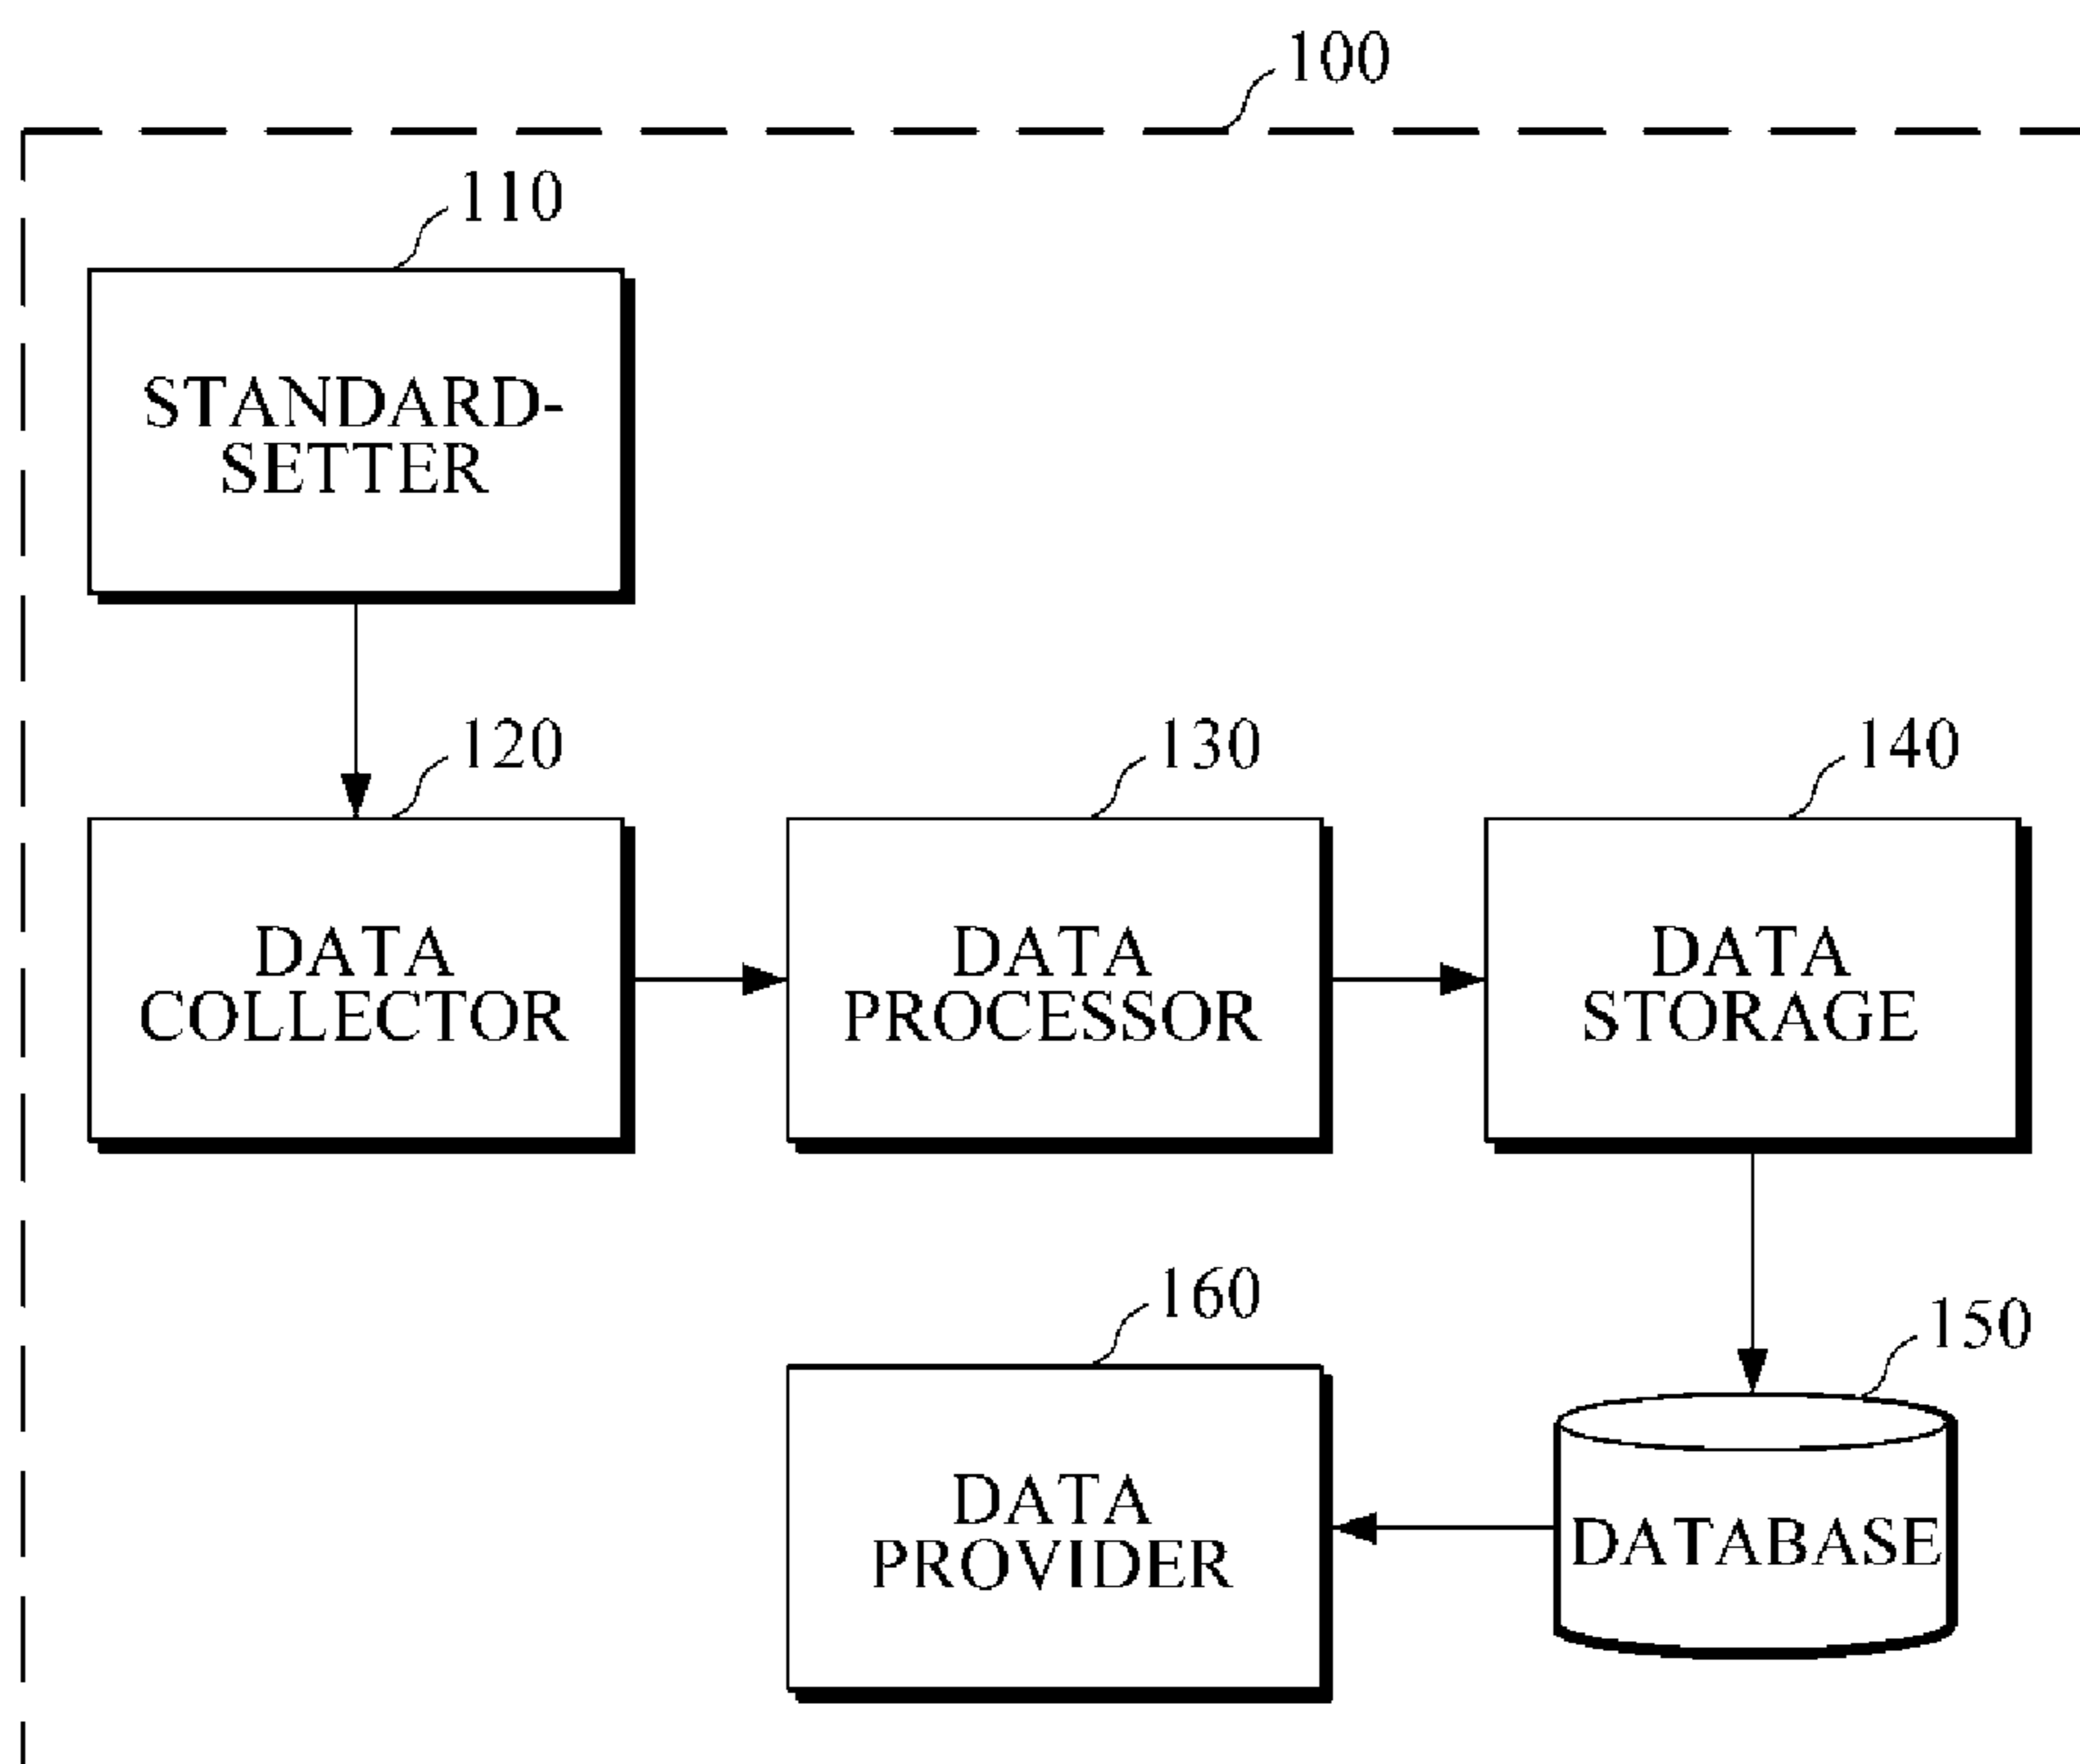 100
110
STANDARD-
SETTER
120
130
140
DATA
COLLECTOR
DATA
PROCESSOR
DATA
STORAGE
160
150
DATA
PROVIDER
DATABASE